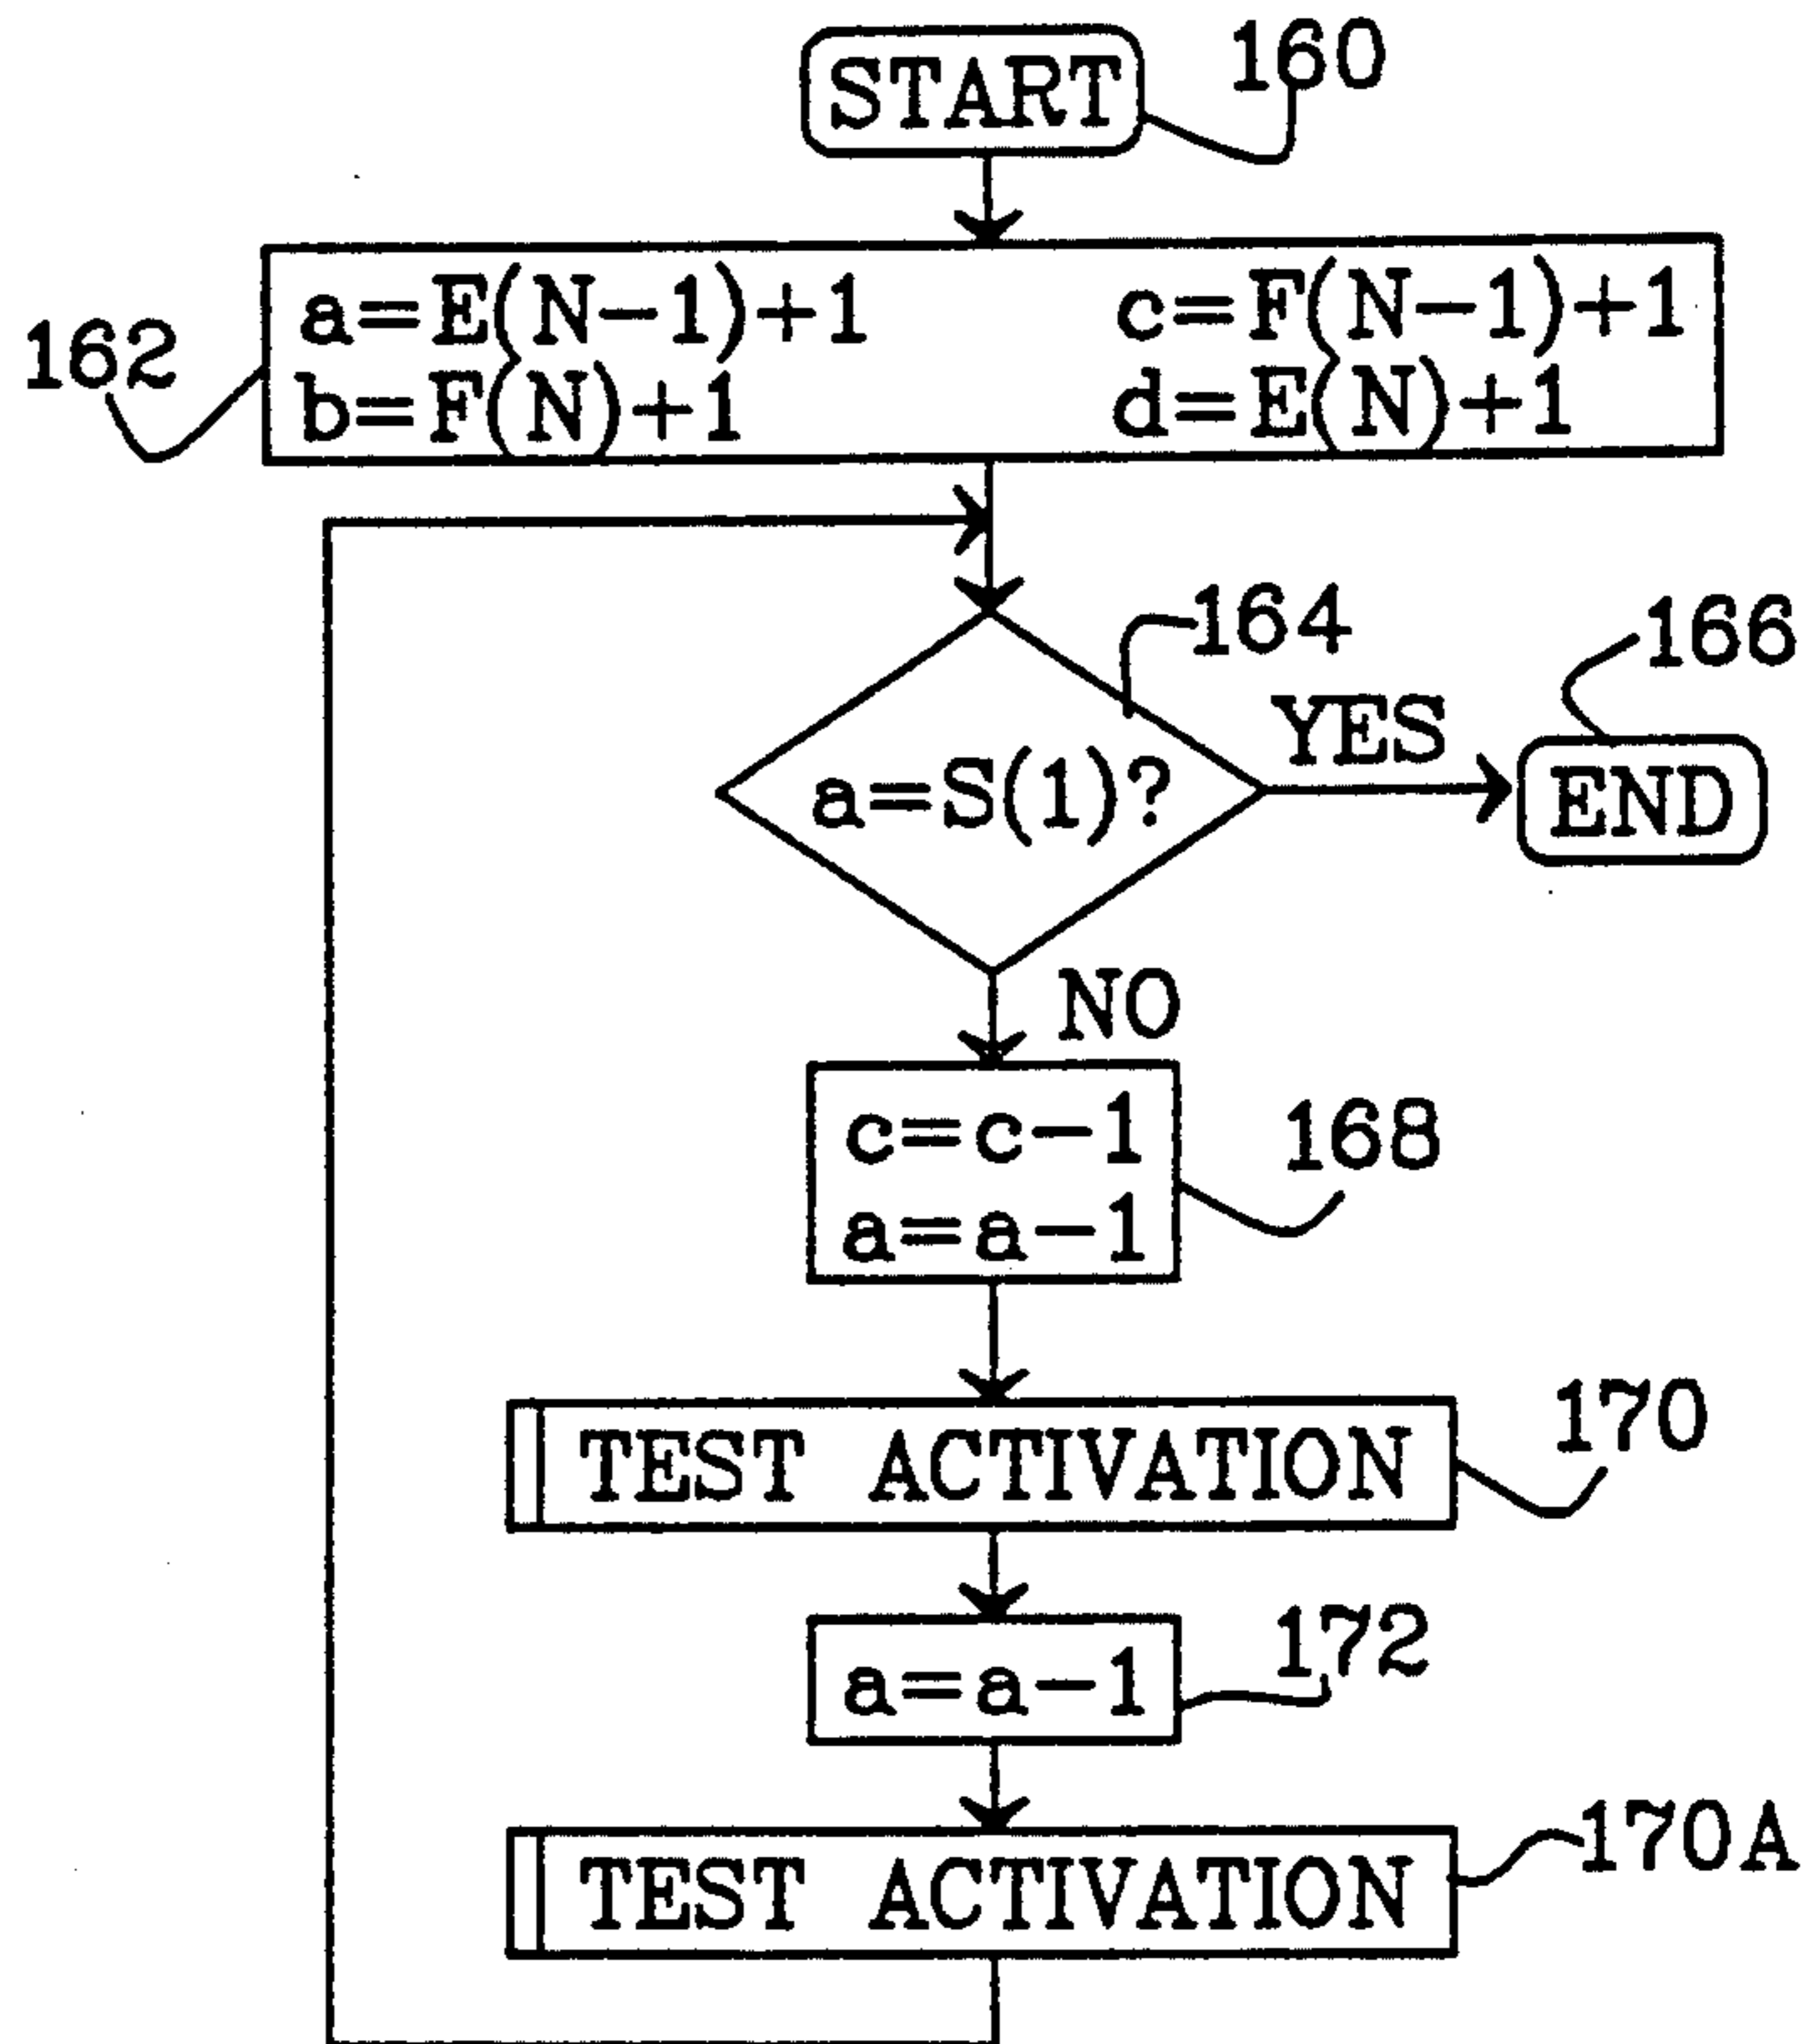 START
160
162
a=E(N-1)+1
c=F(N-1)+1
b=F(N)+1
d=E(N)+1
164
166
a=S(1)?
YES
END
NO
c=c-1
a=a-1
168
TEST ACTIVATION
170
a=a-1
172
TEST ACTIVATION
170A